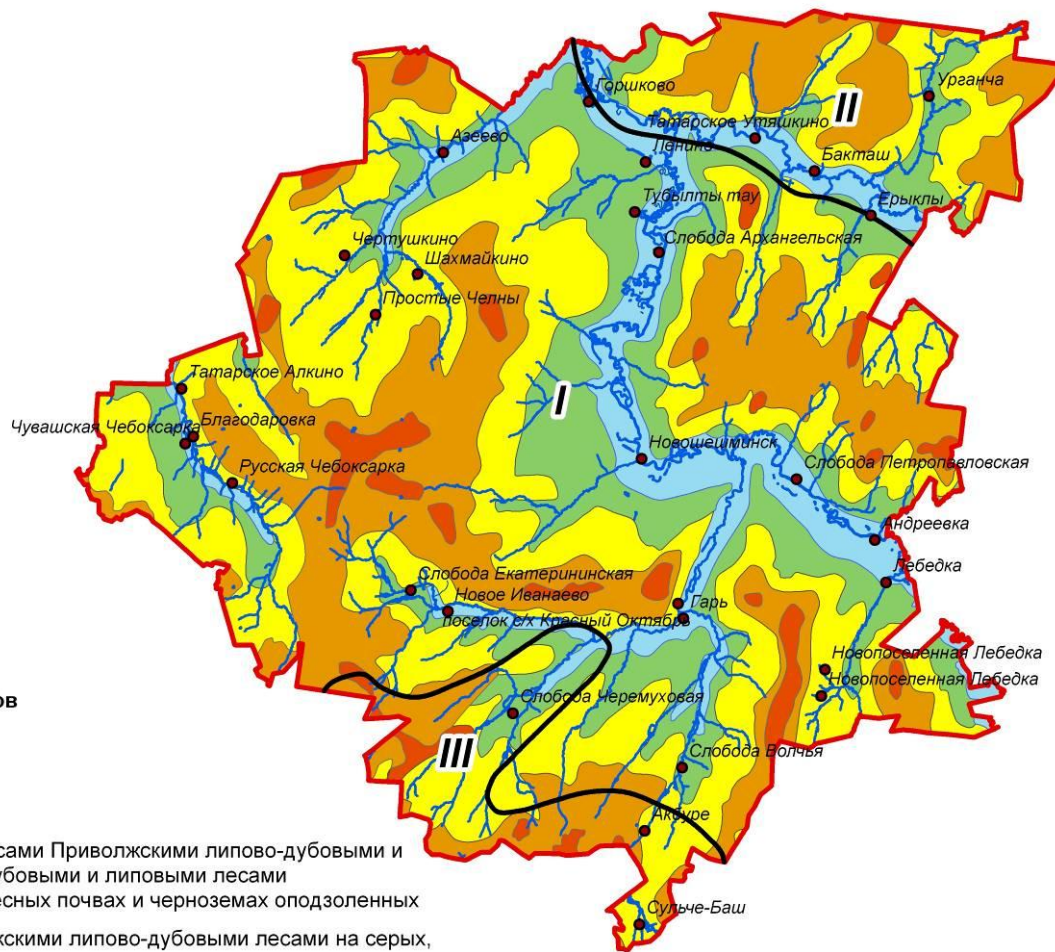 Горшково
Урганча
II
Татарское Утяшкино
Азеево
Ленино
Бакташ
Тубылгы тау
Ерыклы
Слобода Архангельская
Чертушкино
Шахмайкино
Простые Челны
Татарское Алкино
I
Чувашская Чебоксарка
Благодаровка
Новошешминск
Слобода Петропавловская
Русская Чебоксарка
Андреевка
Лебедка
Слобода Екатерининская
Новое Иванаево
Гарь
поселок с/х Красный Октябрь
Новопоселенная Лебедка
Новопоселенная Лебедка
ов
Слобода Черемуховая
III
Слобода Волчья
Акбуре
сами Приволжскими липово-дубовыми и
убовыми и липовыми лесами
есных почвах и черноземах оподзоленных
Сульче-Баш
жскими липово-дубовыми лесами на серых,